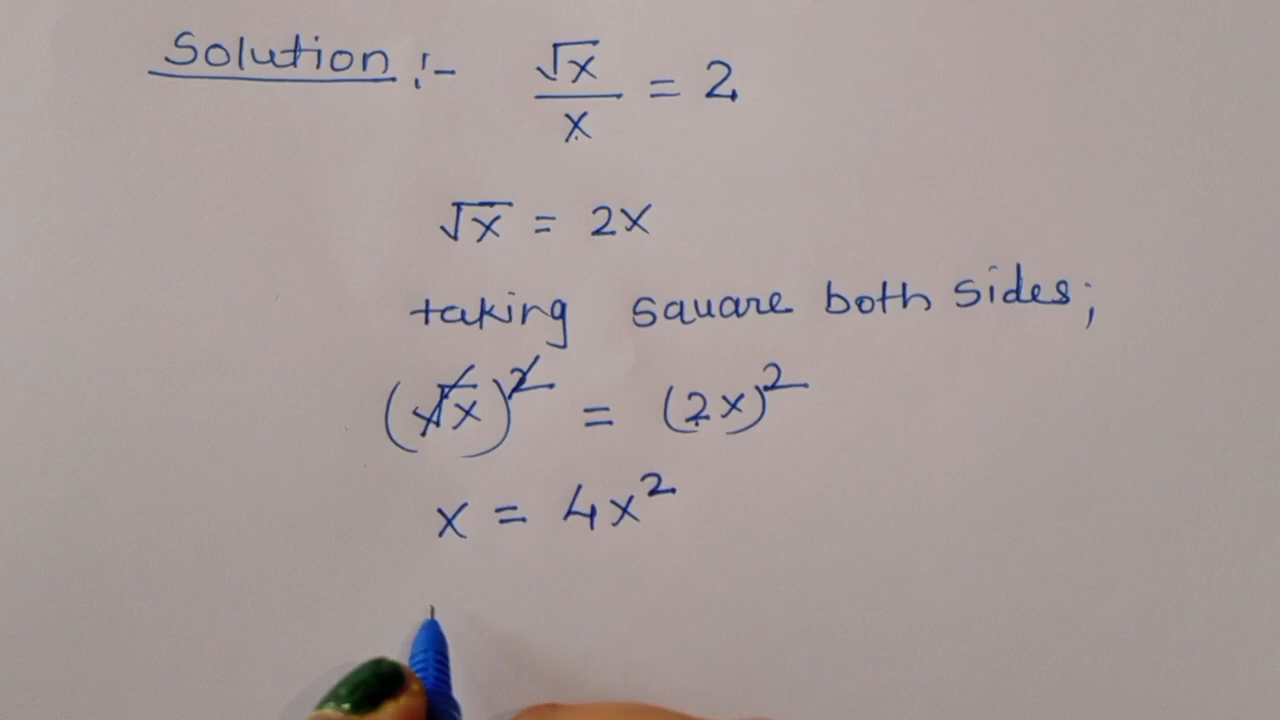 Solution :- √x / x = 2
√x = 2x
taking square both sides;
(√x)² = (2x)²
x = 4x²